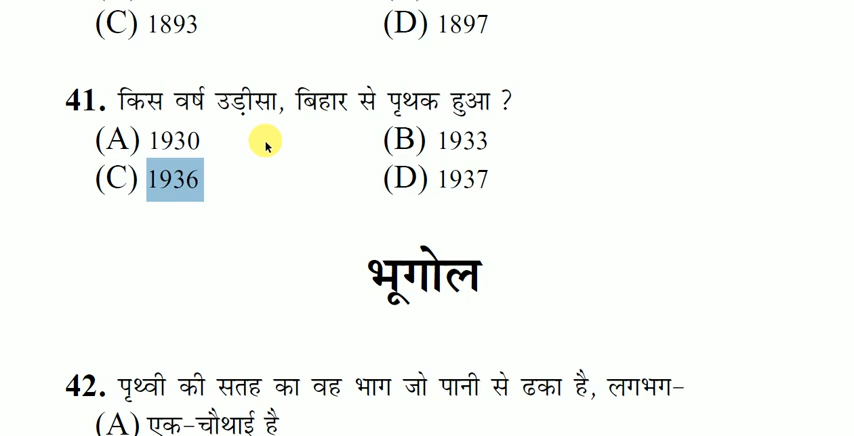 (C) 1893 (D) 1897
41. किस वर्ष उड़ीसा, बिहार से पृथक हुआ ?
(A) 1930 (B) 1933
(C) 1936 (D) 1937
भूगोल
42. पृथ्वी की सतह का वह भाग जो पानी से ढका है, लगभग-
(A) एक-चौथाई है